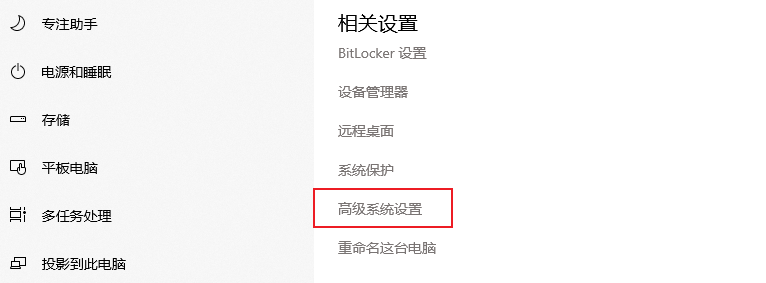 专注助手
电源和睡眠
存储
平板电脑
多任务处理
投影到此电脑
相关设置
BitLocker 设置
设备管理器
远程桌面
系统保护
高级系统设置
重命名这台电脑